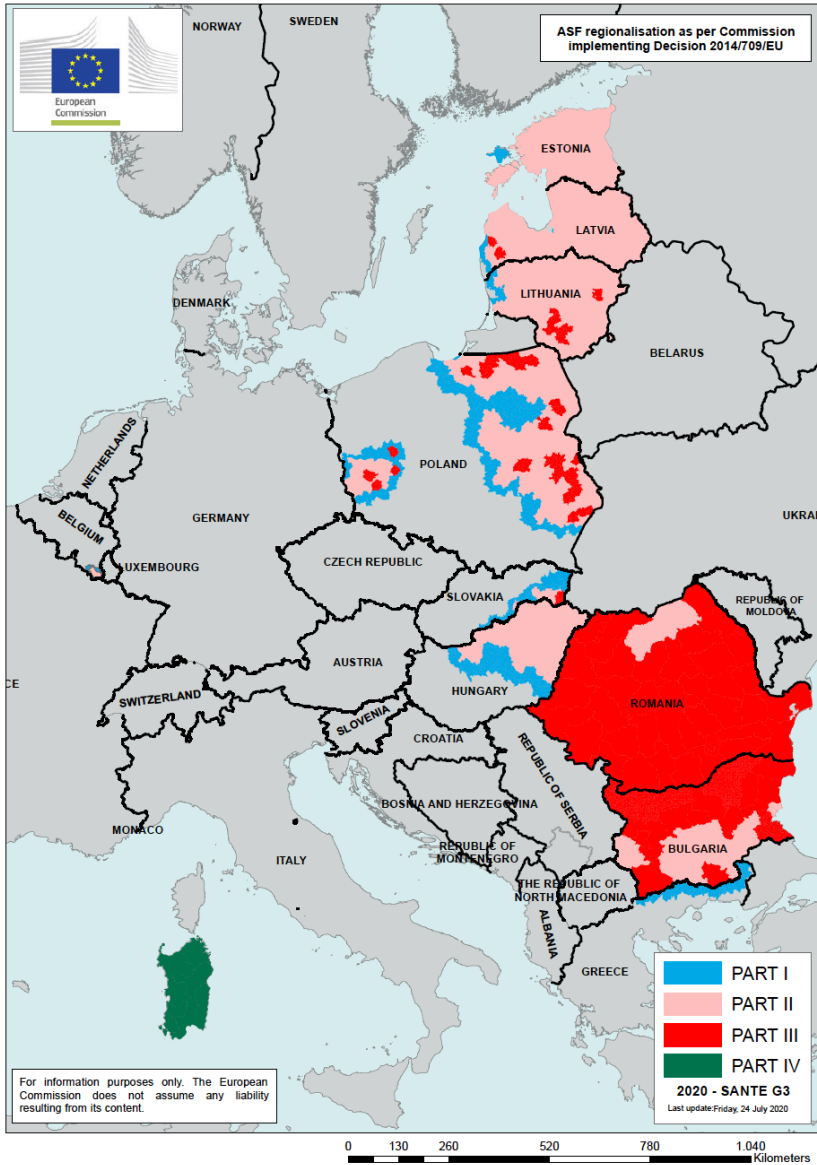 NORWAY
SWEDEN
ASF regionalisation as per Commission
implementing Decision 2014/709/EU
European
Commission
ESTONIA
LATVIA
LITHUANIA
DENMARK
BELARUS
NETHERLANDS
POLAND
BELGIUM
GERMANY
UKRAI
LUXEMBOURG
CZECH REPUBLIC
SLOVAKIA
REPUBLIC OF
MOLDOVA
AUSTRIA
CE
HUNGARY
SWITZERLAND
ROMANIA
SLOVENIA
CROATIA
REPUBLIC OF SERBIA
BOSNIA AND HERZEGOVINA
MONACO
ITALY
REPUBLIC OF
MONTENEGRO
BULGARIA
THE REPUBLIC OF
NORTH MACEDONIA
ALBANIA
GREECE
PART I
PART II
PART III
PART IV
2020 - SANTE G3
Last update:Friday, 24 July 2020
For information purposes only. The European
Commission does not assume any liability
resulting from its content.
0 130 260 520 780 1.040
Kilometers